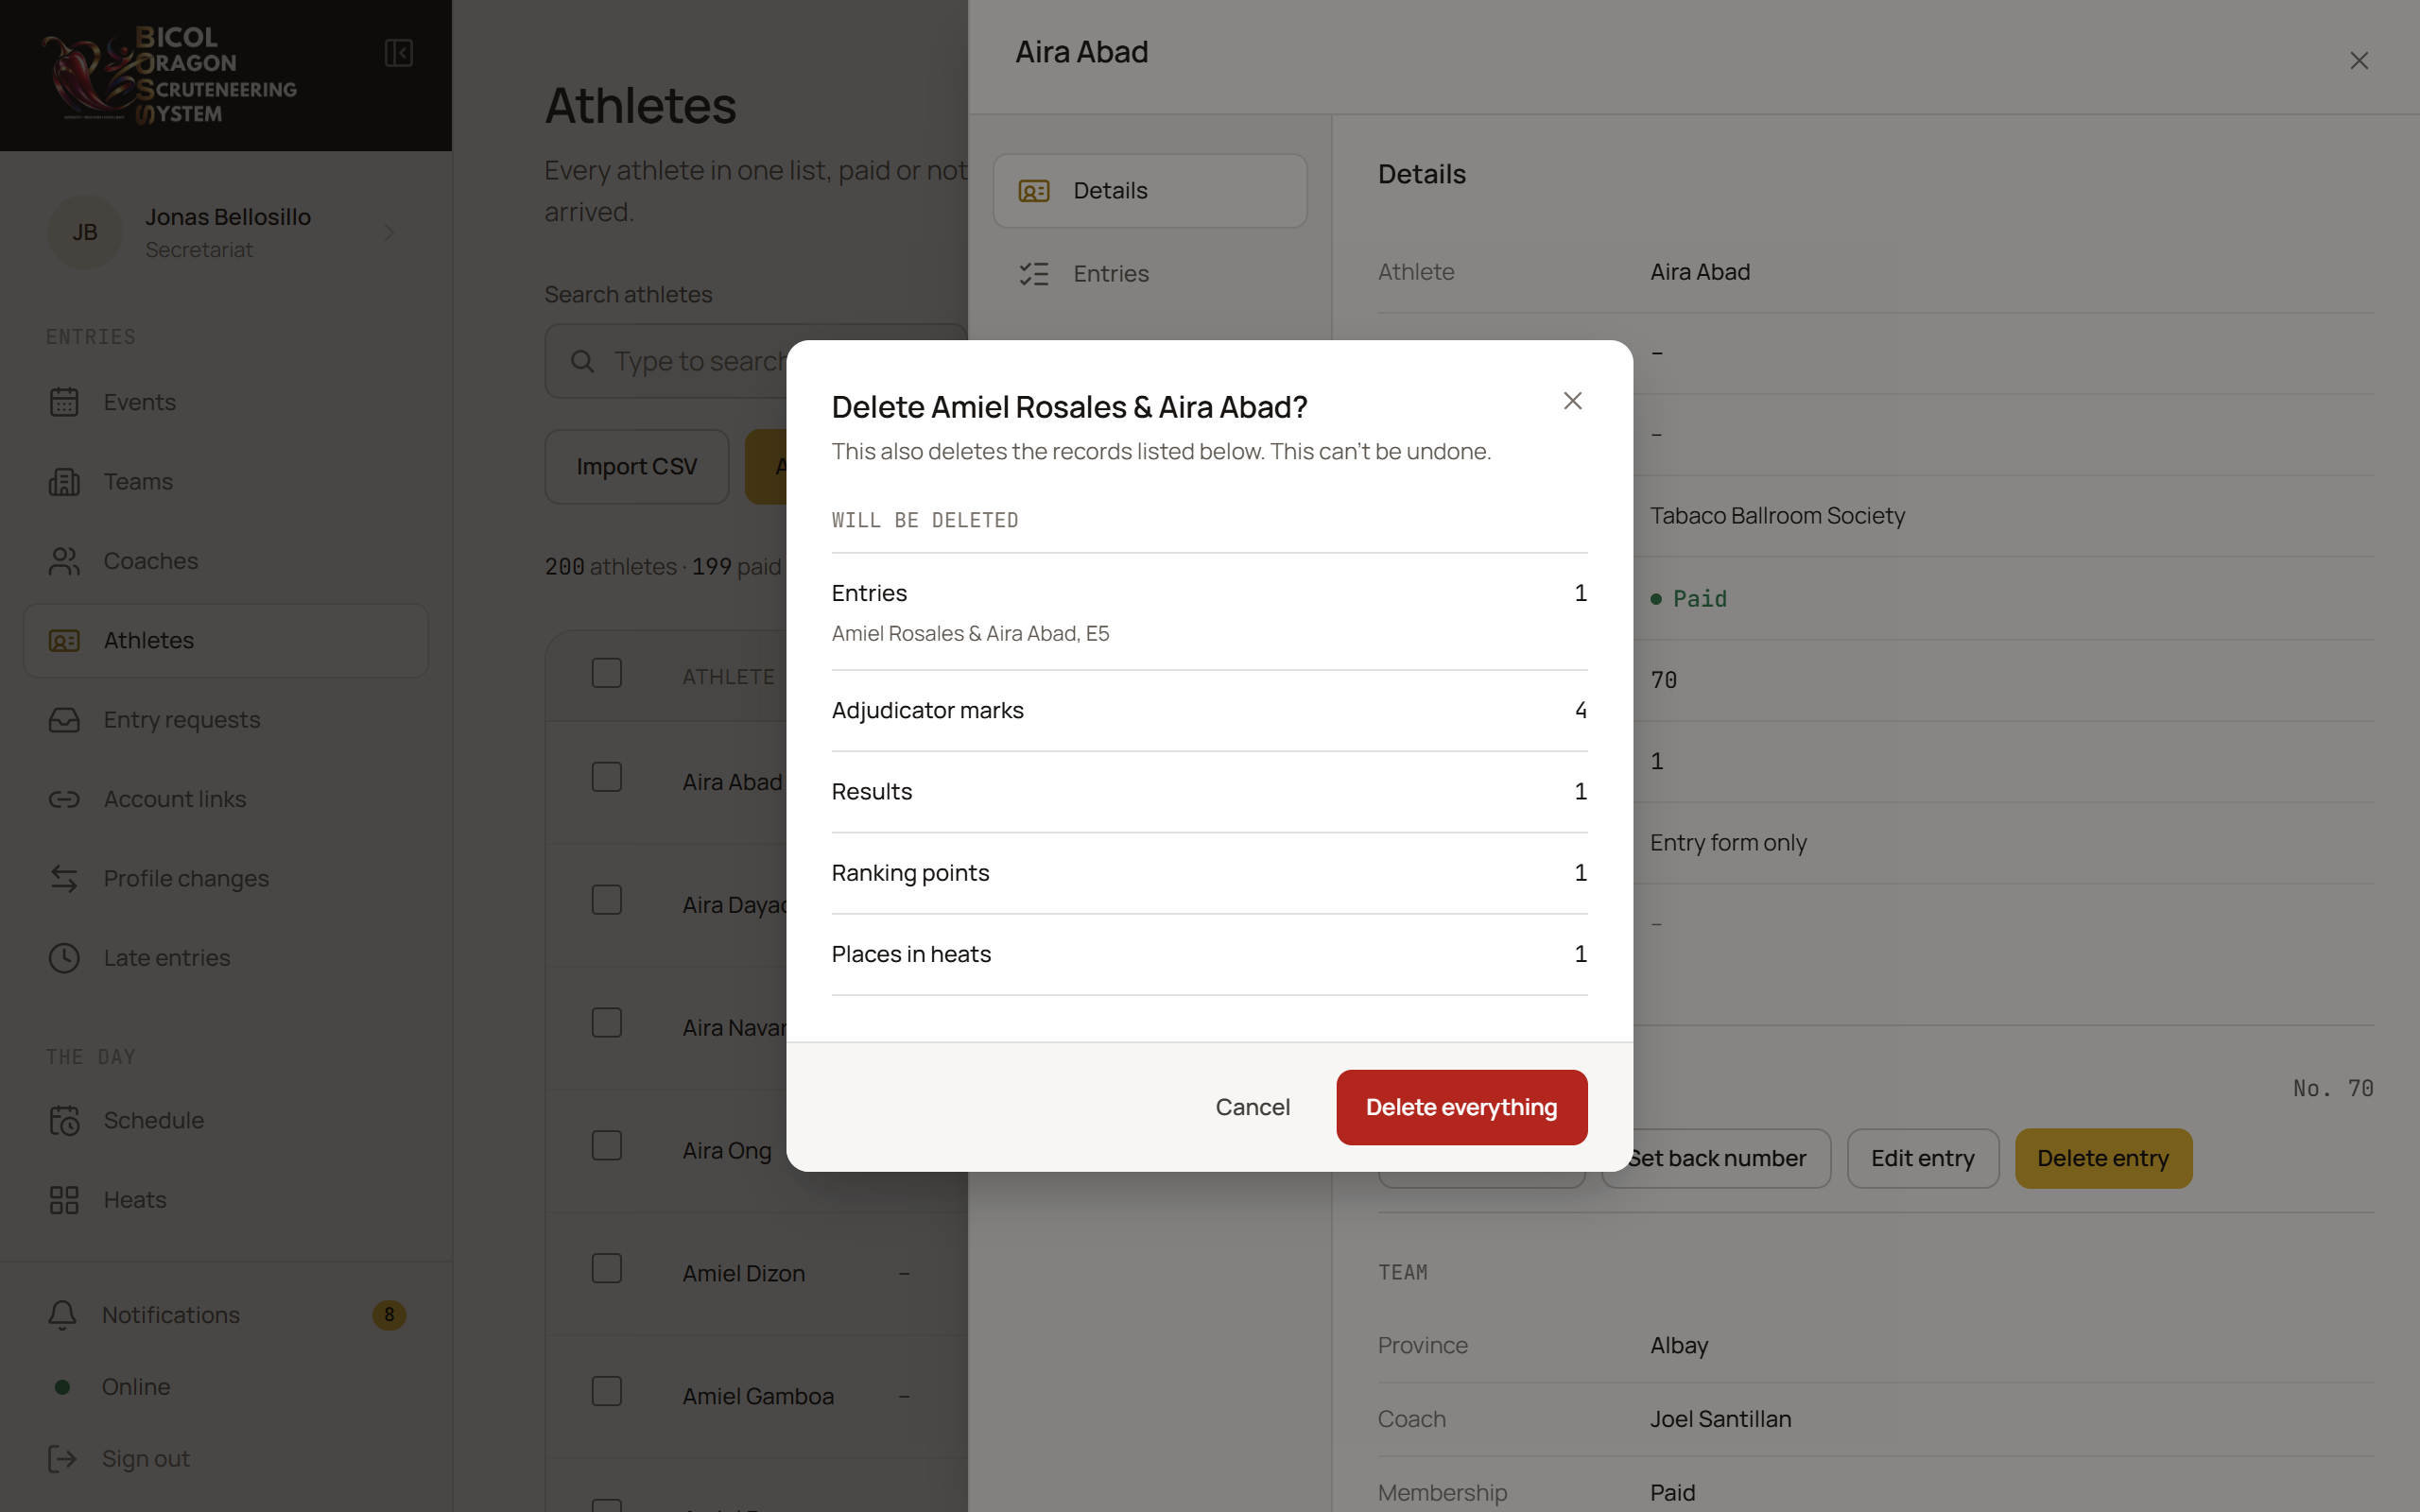 BICOL
DRAGON
SCRUTENEERING
SYSTEM
JB
Jonas Bellosillo
Secretariat
ENTRIES
Events
Teams
Coaches
Athletes
Entry requests
Account links
Profile changes
Late entries
THE DAY
Schedule
Heats
Notifications
8
Online
Sign out
Athletes
Every athlete in one list, paid or not
arrived.
Search athletes
Type to search
Import CSV
A
200 athletes · 199 paid
ATHLETE
Aira Abad
Aira Dayao
Aira Navar
Aira Ong
Amiel Dizon –
Amiel Gamboa –
Aira Abad
Details
Entries
Details
Athlete Aira Abad
–
–
Tabaco Ballroom Society
Paid
70
1
Entry form only
–
No. 70
Set back number
Edit entry
Delete entry
TEAM
Province Albay
Coach Joel Santillan
Membership Paid
Delete Amiel Rosales & Aira Abad?
This also deletes the records listed below. This can't be undone.
WILL BE DELETED
Entries 1
Amiel Rosales & Aira Abad, E5
Adjudicator marks 4
Results 1
Ranking points 1
Places in heats 1
Cancel
Delete everything